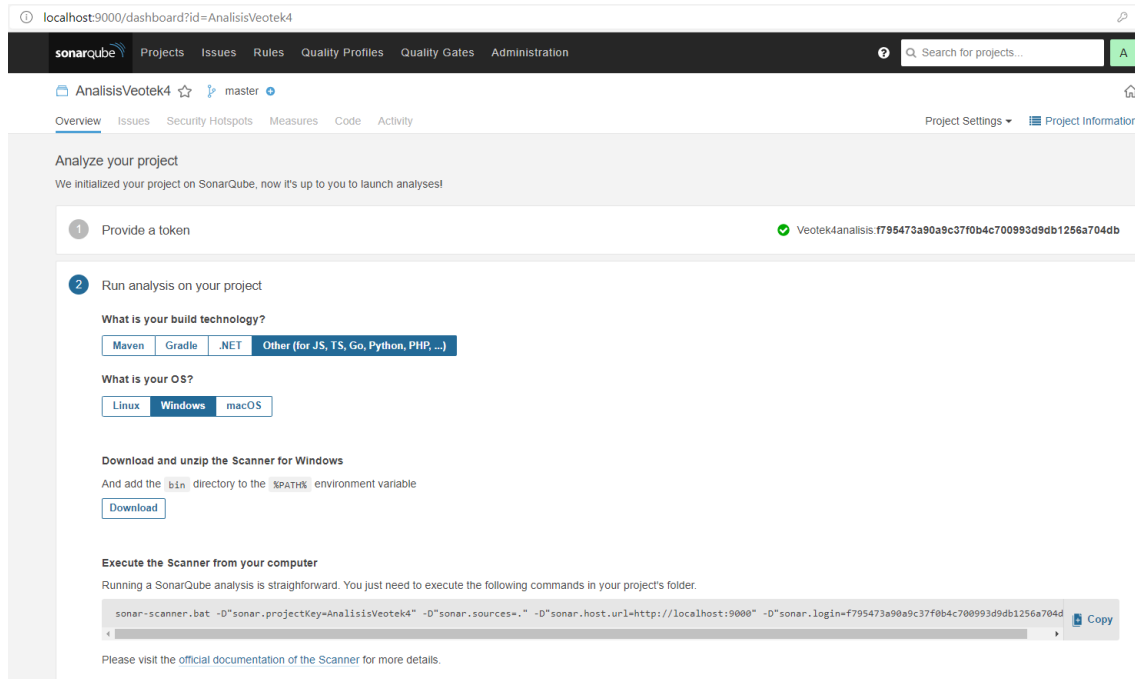 localhost:9000/dashboard?id=AnalisisVeotek4
sonarqube Projects Issues Rules Quality Profiles Quality Gates Administration ? Search for projects... A
AnalisisVeotek4 master
Overview Issues Security Hotspots Measures Code Activity Project Settings Project Information
Analyze your project
We initialized your project on SonarQube, now it's up to you to launch analyses!
1 Provide a token Veotek4analisis:f795473a90a9c37f0b4c700993d9db1256a704db
2 Run analysis on your project
What is your build technology?
Maven Gradle .NET Other (for JS, TS, Go, Python, PHP, ...)
What is your OS?
Linux Windows macOS
Download and unzip the Scanner for Windows
And add the bin directory to the %PATH% environment variable
Download
Execute the Scanner from your computer
Running a SonarQube analysis is straighforward. You just need to execute the following commands in your project's folder.
sonar-scanner.bat -D"sonar.projectKey=AnalisisVeotek4" -D"sonar.sources=." -D"sonar.host.url=http://localhost:9000" -D"sonar.login=f795473a90a9c37f0b4c700993d9db1256a704d
Copy
Please visit the official documentation of the Scanner for more details.